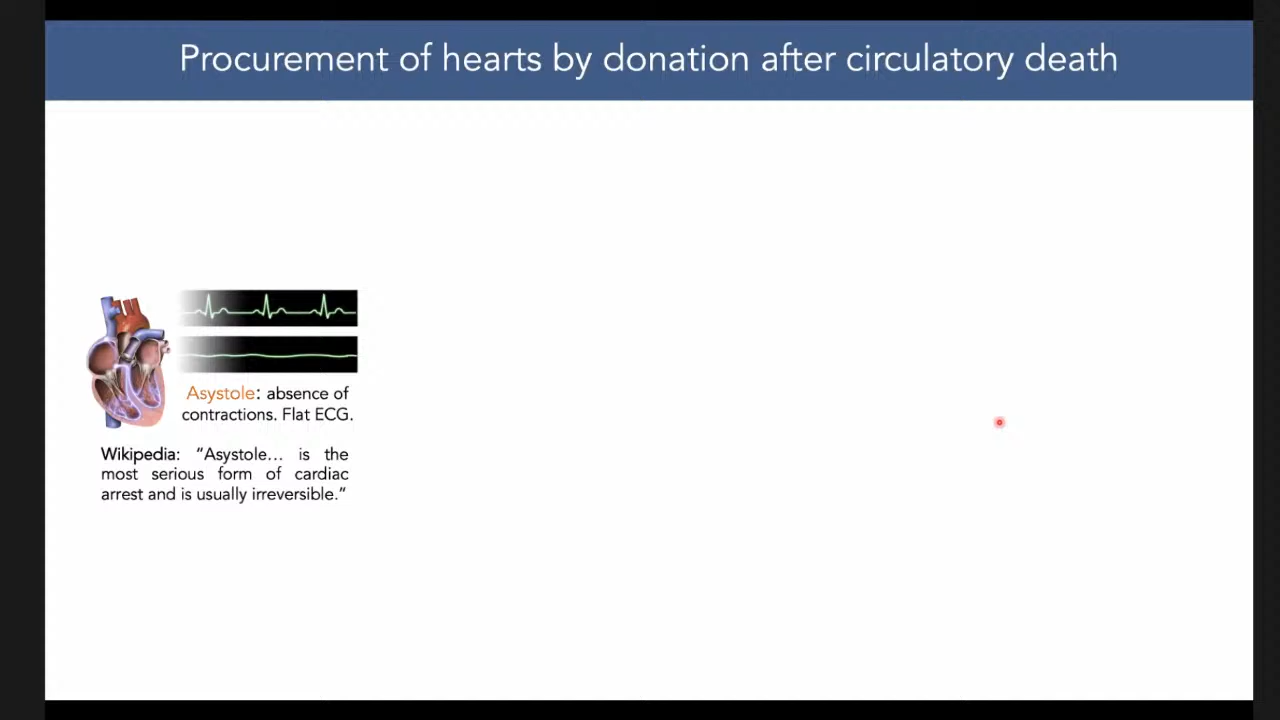 Procurement of hearts by donation after circulatory death
Asystole: absence of
contractions. Flat ECG.
Wikipedia: “Asystole… is the
most serious form of cardiac
arrest and is usually irreversible.”